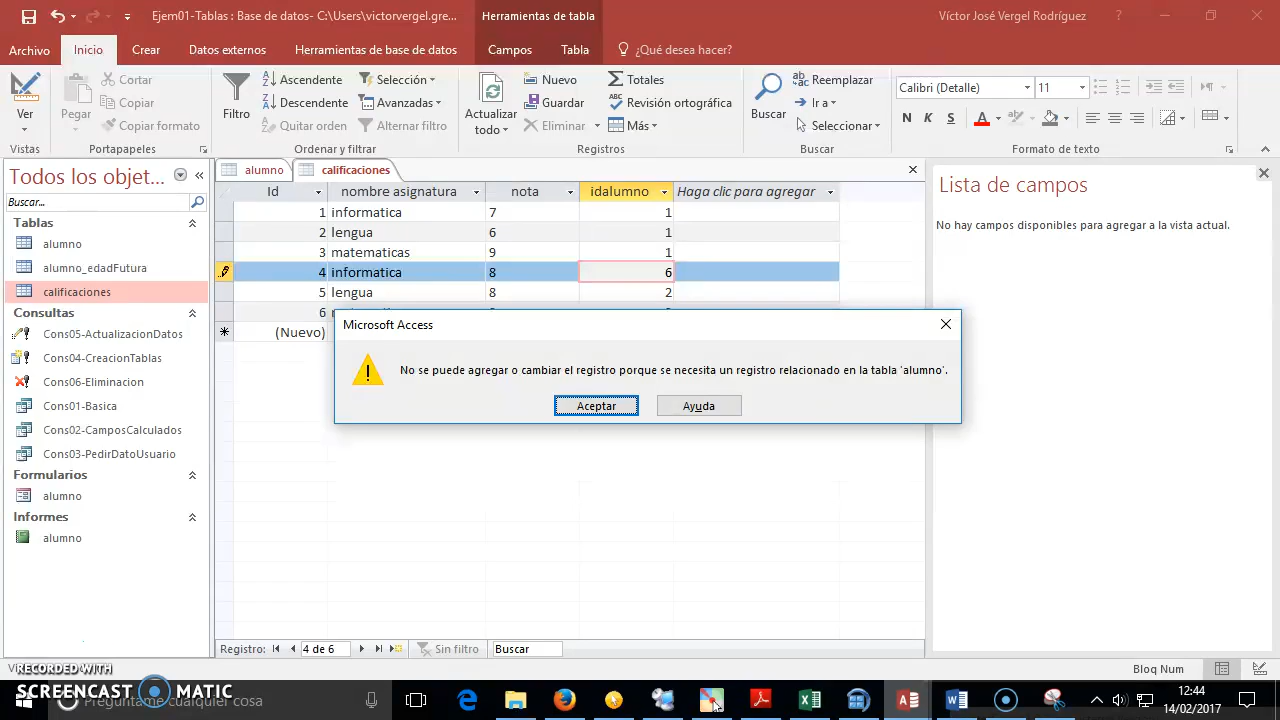 Ejem01-Tablas : Base de datos- C:\Users\victorvergel.gre...
Herramientas de tabla
Víctor José Vergel Rodríguez
?
Archivo
Inicio
Crear
Datos externos
Herramientas de base de datos
Campos
Tabla
¿Qué desea hacer?
Ver
Vistas
Pegar
Cortar
Copiar
Copiar formato
Portapapeles
Filtro
Ascendente
Descendente
Quitar orden
Selección
Avanzadas
Alternar filtro
Ordenar y filtrar
Actualizar
todo
Nuevo
Guardar
Eliminar
Totales
Revisión ortográfica
Más
Registros
Buscar
Reemplazar
Ir a
Seleccionar
Buscar
Calibri (Detalle)
11
N K S
Formato de texto
Todos los objet...
Buscar...
Tablas
alumno
alumno_edadFutura
calificaciones
Consultas
Cons05-ActualizacionDatos
Cons04-CreacionTablas
Cons06-Eliminacion
Cons01-Basica
Cons02-CamposCalculados
Cons03-PedirDatoUsuario
Formularios
alumno
Informes
alumno
alumno
calificaciones
Id nombre asignatura nota idalumno Haga clic para agregar
1 informatica 7 1
2 lengua 6 1
3 matematicas 9 1
4 informatica 8 6
5 lengua 8 2
6
(Nuevo)
Microsoft Access
No se puede agregar o cambiar el registro porque se necesita un registro relacionado en la tabla 'alumno'.
Aceptar
Ayuda
Lista de campos
No hay campos disponibles para agregar a la vista actual.
Registro:
4 de 6
Sin filtro
Buscar
Bloq Num
RECORDED WITH
SCREENCAST MATIC
Pregúntame cualquier cosa
12:44
14/02/2017